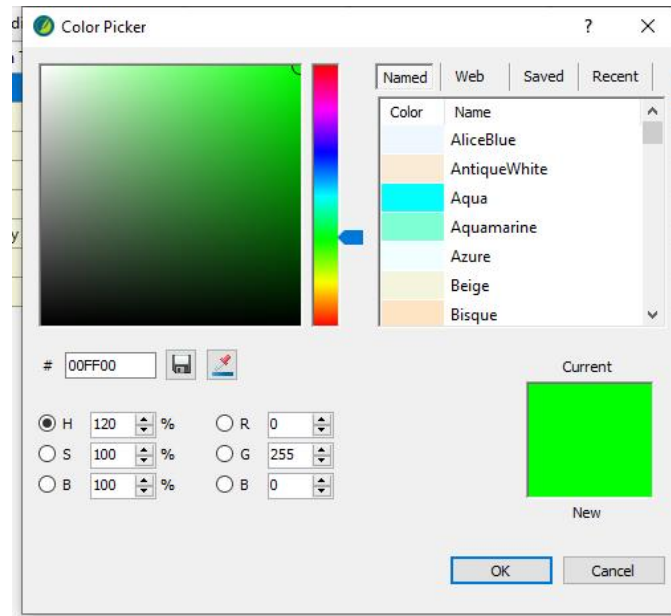 Color Picker
?
Named Web Saved Recent
Color Name
AliceBlue
AntiqueWhite
Aqua
Aquamarine
Azure
Beige
Bisque
# 00FF00
Current
H 120 % R 0
S 100 % G 255
B 100 % B 0
New
OK Cancel